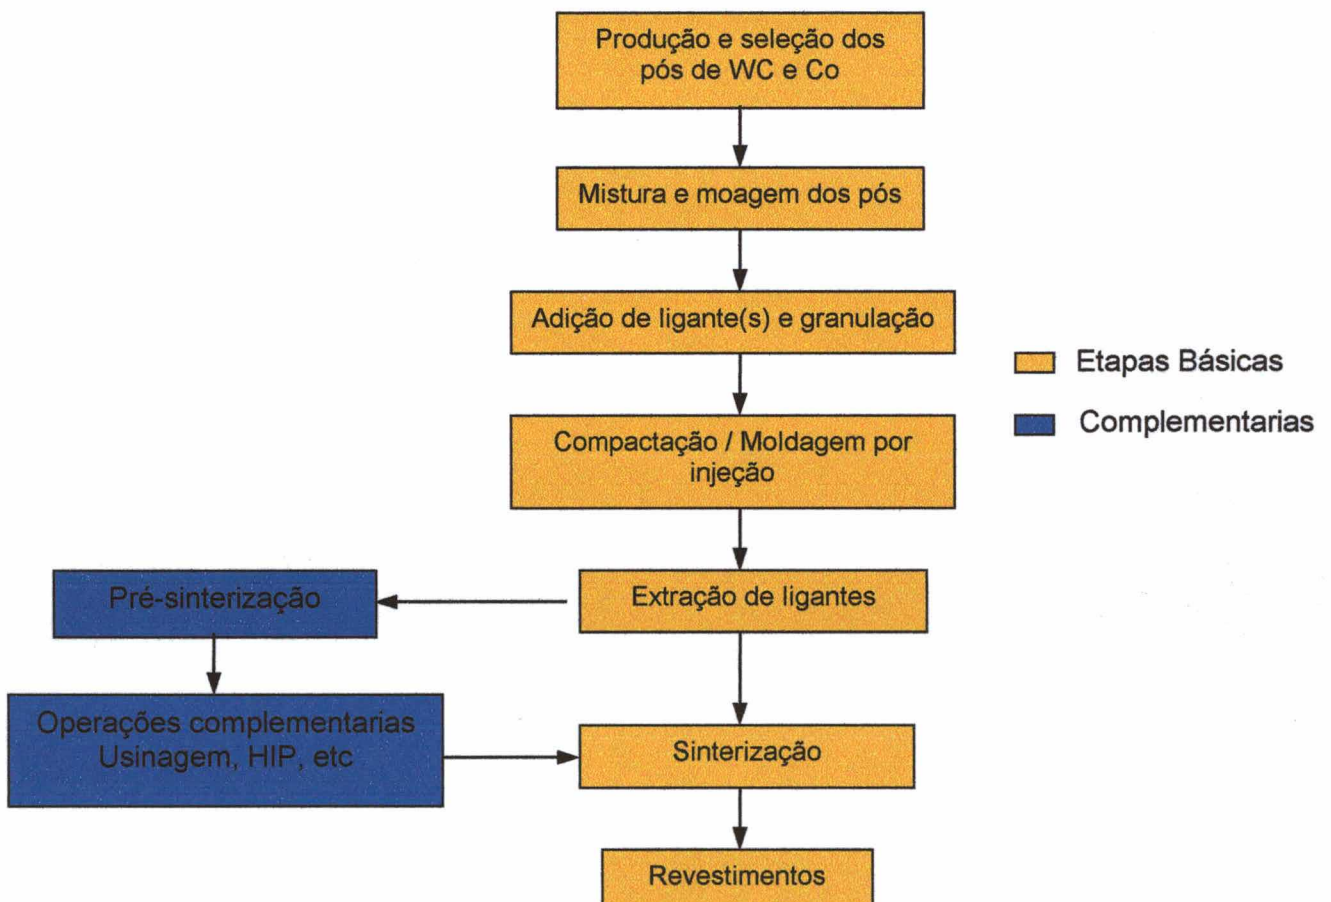 Produção e seleção dos
pós de WC e Co
Mistura e moagem dos pós
Adição de ligante(s) e granulação
Etapas Básicas
Complementarias
Compactação / Moldagem por
injeção
Pré-sinterização
Extração de ligantes
Operações complementarias
Usinagem, HIP, etc
Sinterização
Revestimentos